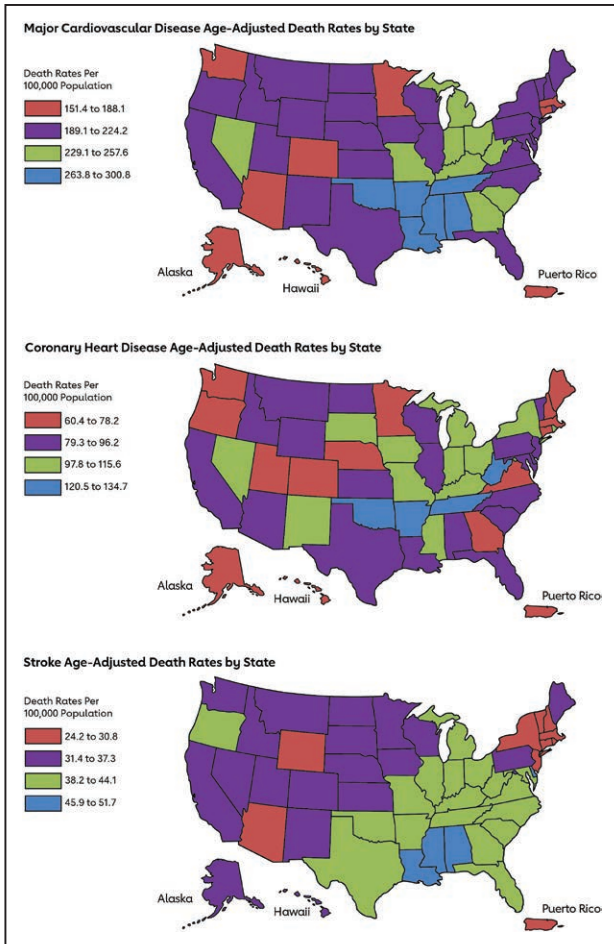 Major Cardiovascular Disease Age-Adjusted Death Rates by State
Death Rates Per
100,000 Population
151.4 to 188.1
189.1 to 224.2
229.1 to 257.6
263.8 to 300.8
Alaska
Hawaii
Puerto Rico
Coronary Heart Disease Age-Adjusted Death Rates by State
Death Rates Per
100,000 Population
60.4 to 78.2
79.3 to 96.2
97.8 to 115.6
120.5 to 134.7
Alaska
Hawaii
Puerto Rico
Stroke Age-Adjusted Death Rates by State
Death Rates Per
100,000 Population
24.2 to 30.8
31.4 to 37.3
38.2 to 44.1
45.9 to 51.7
Alaska
Hawaii
Puerto Rico